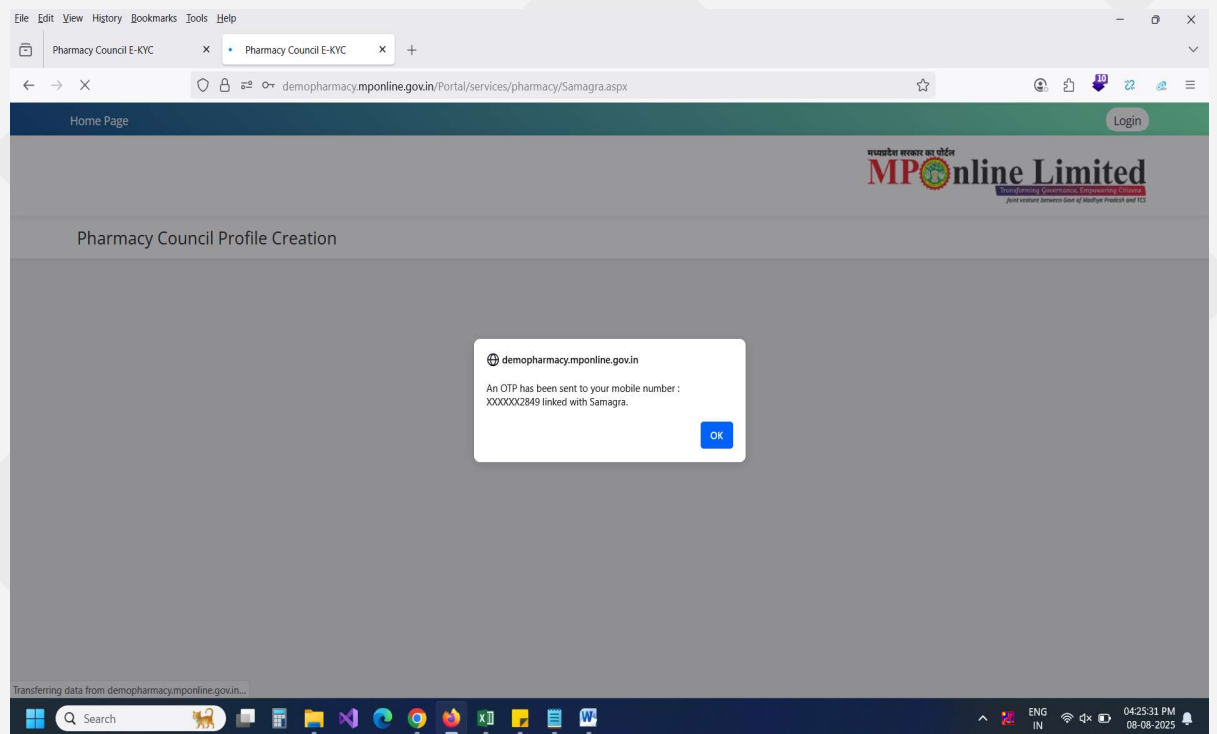 File Edit View History Bookmarks Tools Help
Pharmacy Council E-KYC
Pharmacy Council E-KYC
demopharmacy.mponline.gov.in/Portal/services/pharmacy/Samagra.aspx
10
Home Page
Login
मध्यप्रदेश सरकार का पोर्टल
MPOnline Limited
Transforming Governance, Empowering Citizens
Joint venture between Govt of Madhya Pradesh and TCS
Pharmacy Council Profile Creation
demopharmacy.mponline.gov.in
An OTP has been sent to your mobile number :
XXXXXX2849 linked with Samagra.
OK
Transferring data from demopharmacy.mponline.gov.in...
Search
ENG
IN
04:25:31 PM
08-08-2025